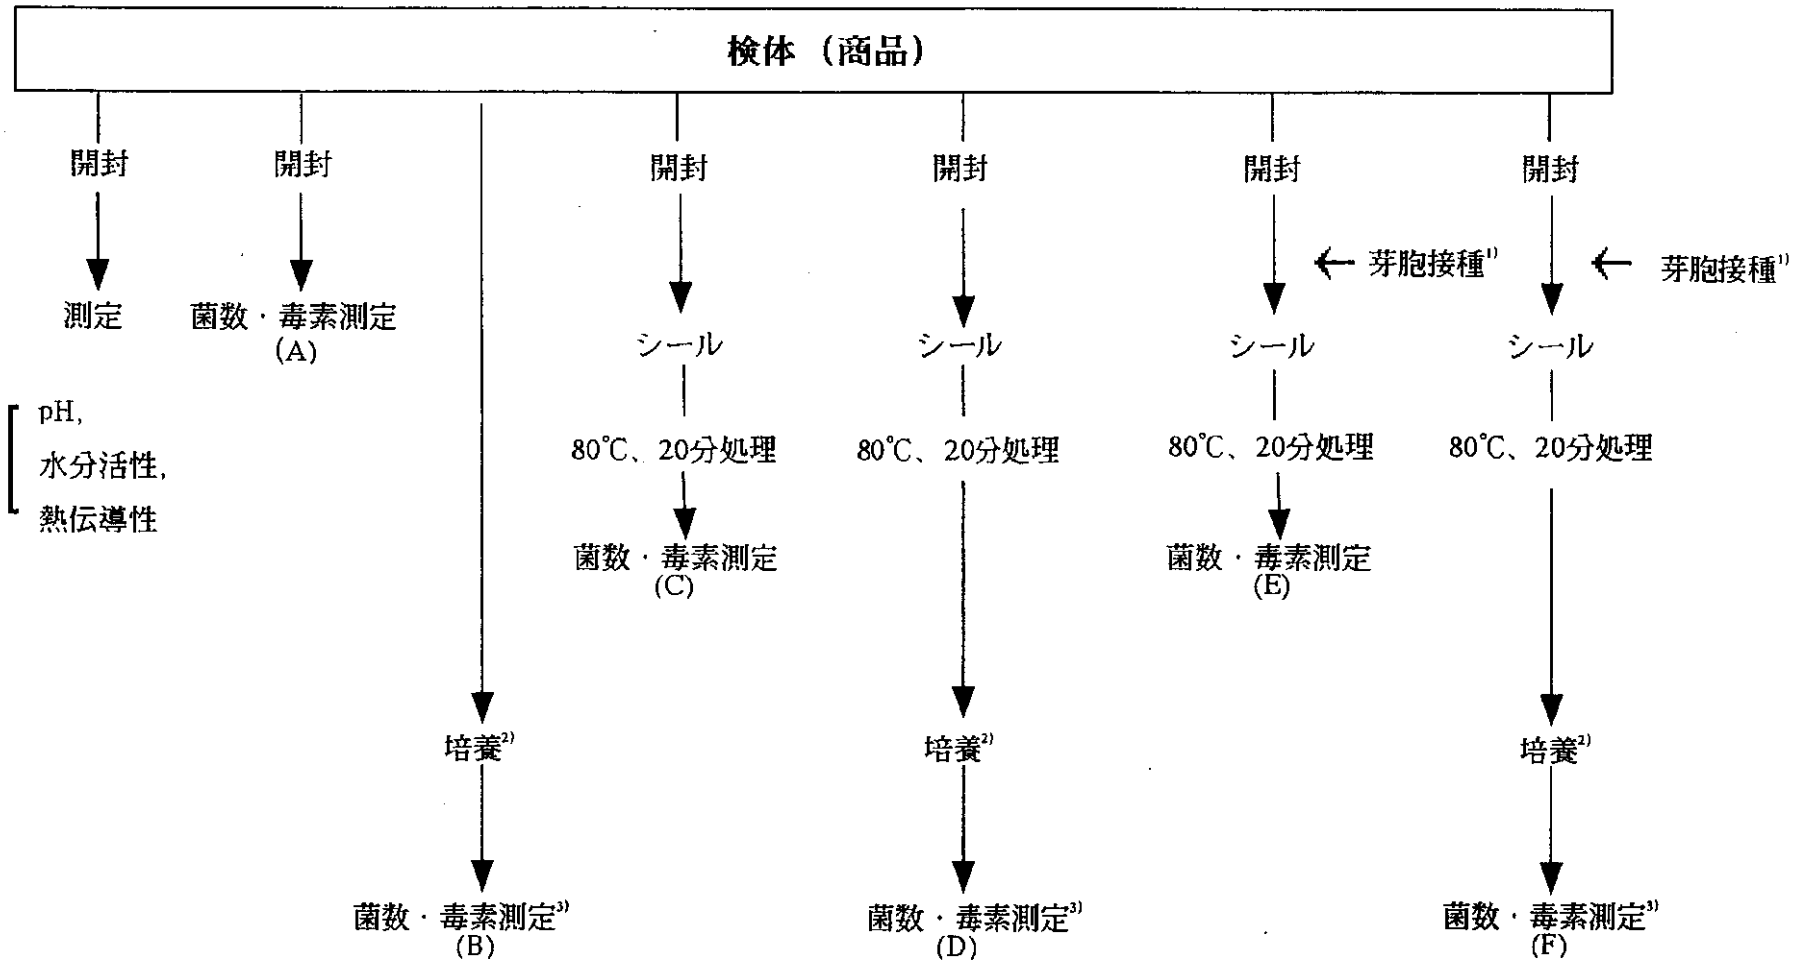 検体（商品）
開封
開封
開封
開封
開封
開封
芽胞接種¹⁾
芽胞接種¹⁾
測定
菌数・毒素測定
(A)
シール
シール
シール
シール
pH,
水分活性,
熱伝導性
80℃、20分処理
80℃、20分処理
80℃、20分処理
80℃、20分処理
菌数・毒素測定
(C)
菌数・毒素測定
(E)
培養²⁾
培養²⁾
培養²⁾
菌数・毒素測定³⁾
(B)
菌数・毒素測定³⁾
(D)
菌数・毒素測定³⁾
(F)